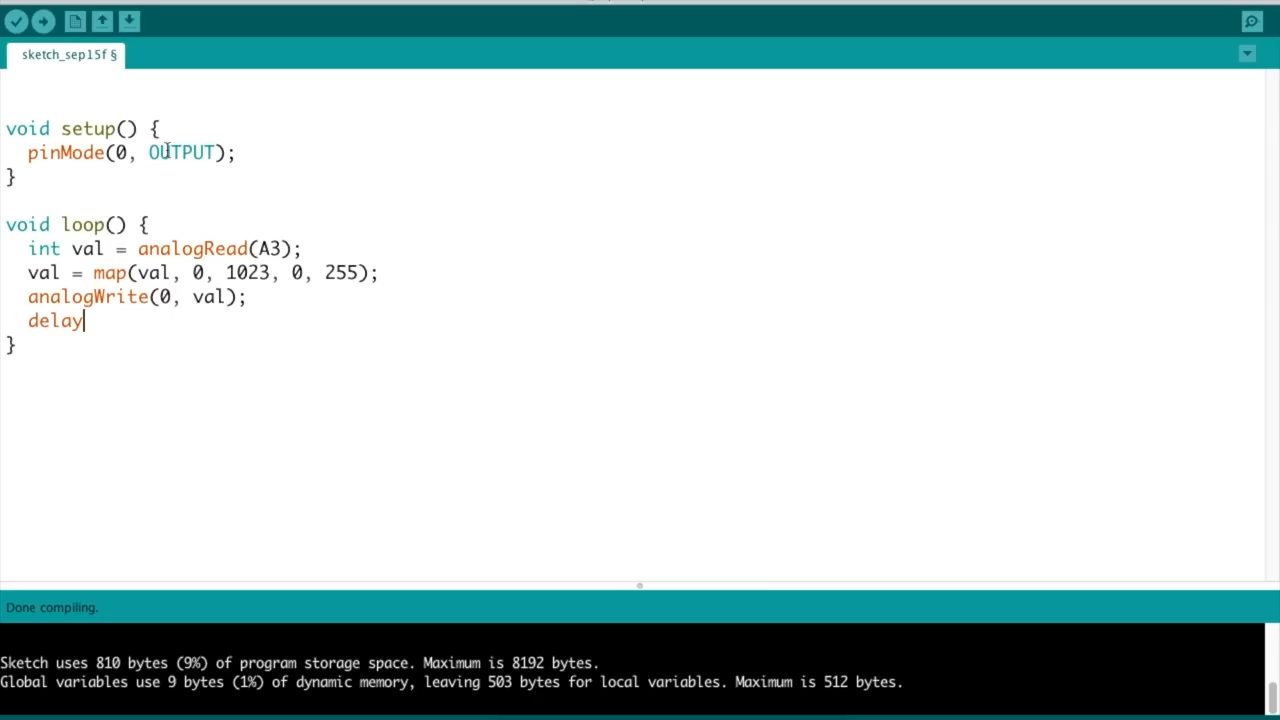 sketch_sep15f §
void setup() {
  pinMode(0, OUTPUT);
}
void loop() {
  int val = analogRead(A3);
  val = map(val, 0, 1023, 0, 255);
  analogWrite(0, val);
  delay
}
Done compiling.
Sketch uses 810 bytes (9%) of program storage space. Maximum is 8192 bytes.
Global variables use 9 bytes (1%) of dynamic memory, leaving 503 bytes for local variables. Maximum is 512 bytes.